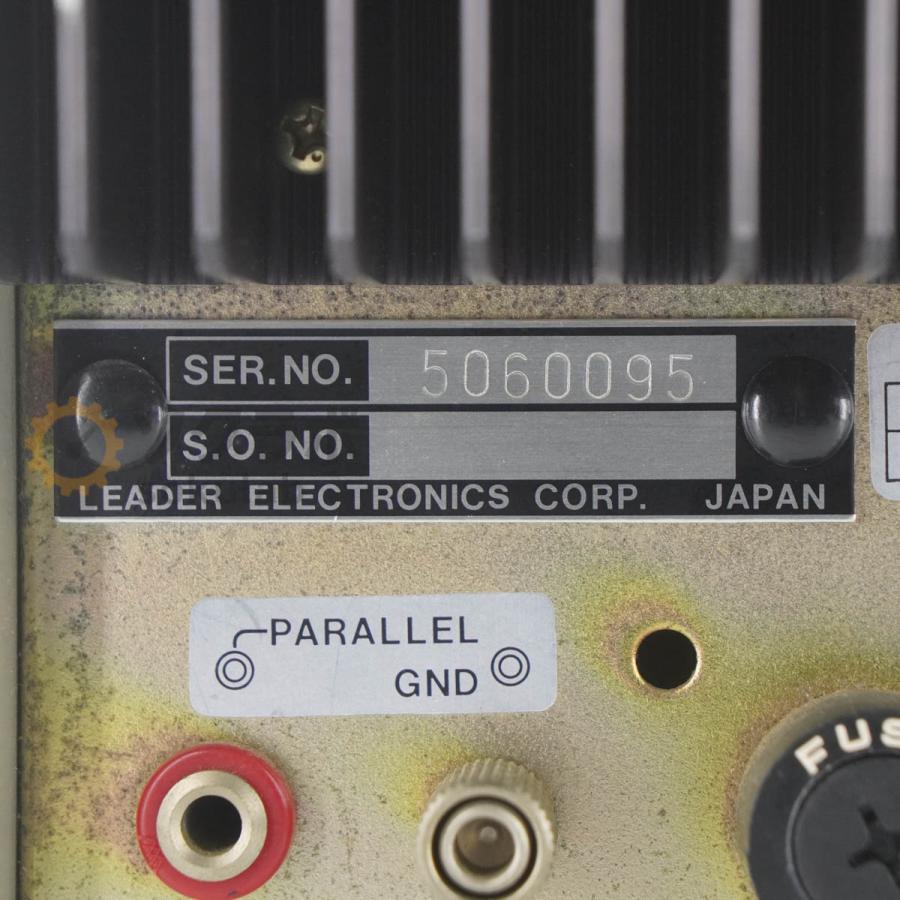 SER.NO. 5060095
S.O. NO.
LEADER ELECTRONICS CORP. JAPAN
PARALLEL
GND
FUS